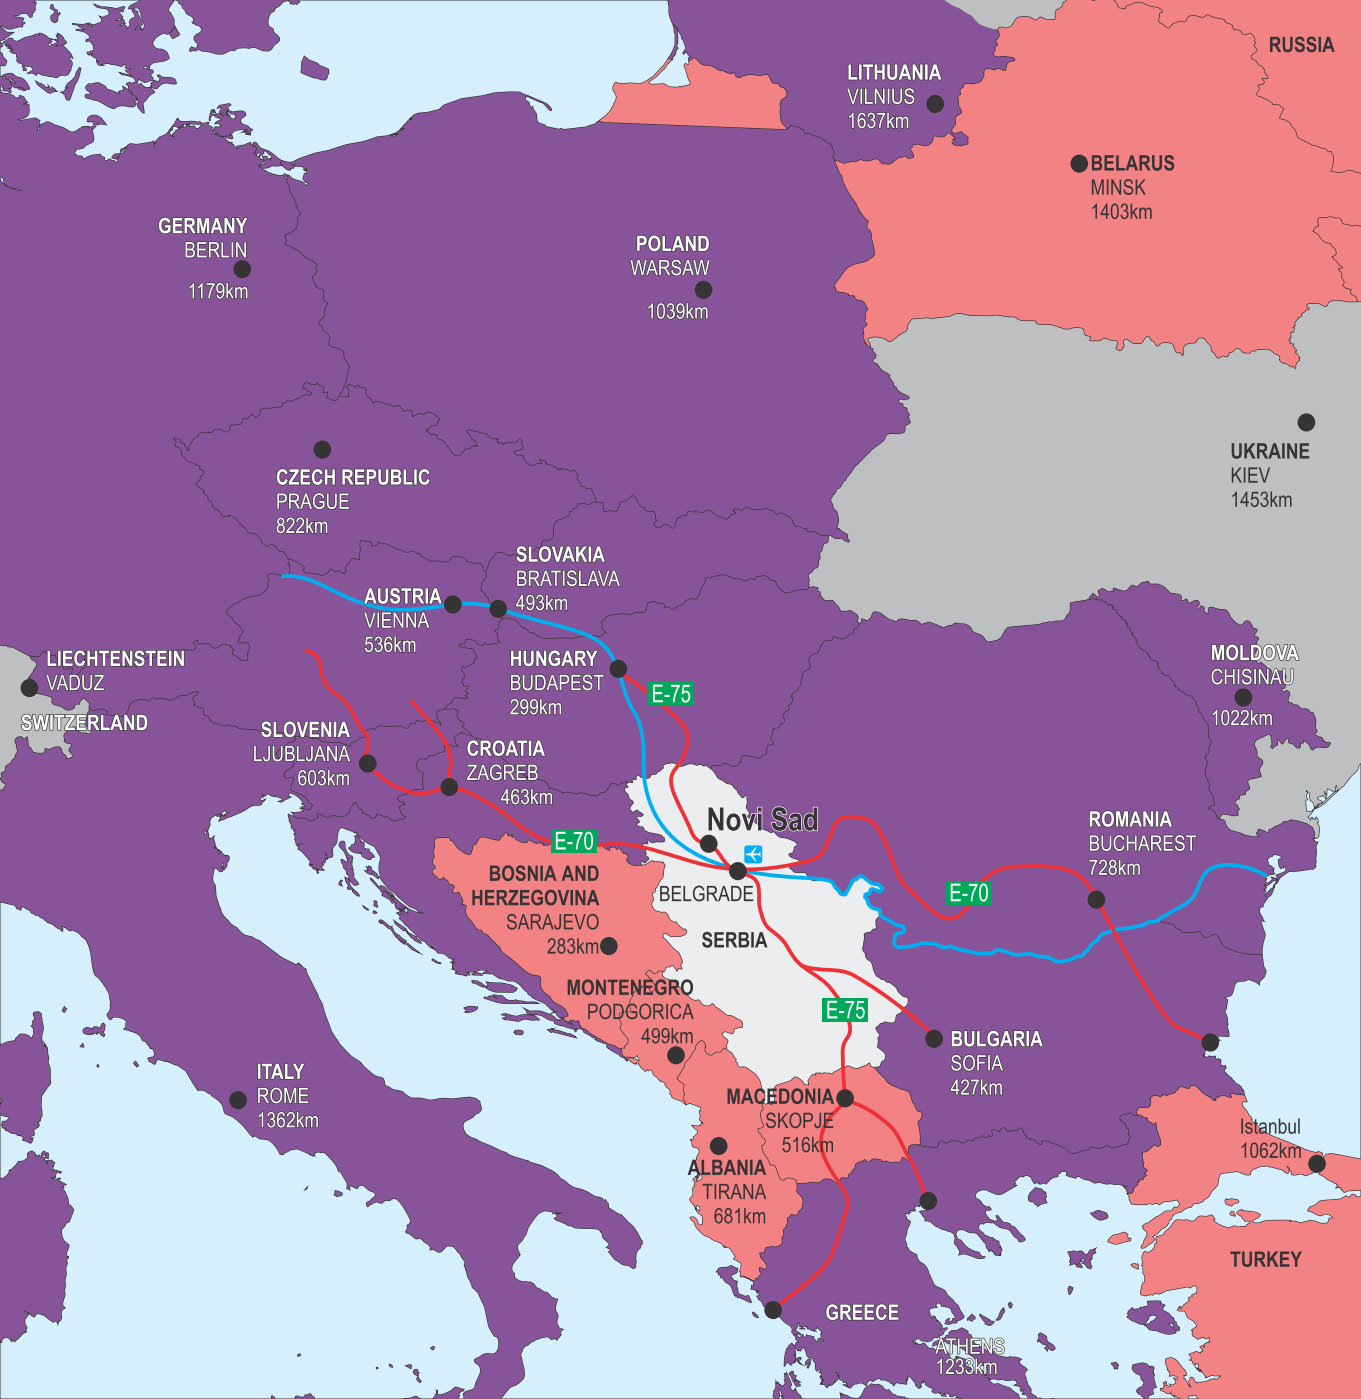 RUSSIA
LITHUANIA
VILNIUS
1637km
BELARUS
MINSK
1403km
GERMANY
BERLIN
1179km
POLAND
WARSAW
1039km
UKRAINE
KIEV
1453km
CZECH REPUBLIC
PRAGUE
822km
SLOVAKIA
BRATISLAVA
493km
AUSTRIA
VIENNA
536km
LIECHTENSTEIN
VADUZ
SWITZERLAND
HUNGARY
BUDAPEST
299km
E-75
MOLDOVA
CHISINAU
1022km
SLOVENIA
LJUBLJANA
603km
CROATIA
ZAGREB
463km
Novi Sad
E-70
ROMANIA
BUCHAREST
728km
BOSNIA AND
HERZEGOVINA
SARAJEVO
283km
BELGRADE
E-70
SERBIA
MONTENEGRO
PODGORICA
499km
E-75
BULGARIA
SOFIA
427km
ITALY
ROME
1362km
MACEDONIA
SKOPJE
516km
Istanbul
1062km
ALBANIA
TIRANA
681km
TURKEY
GREECE
ATHENS
1233km